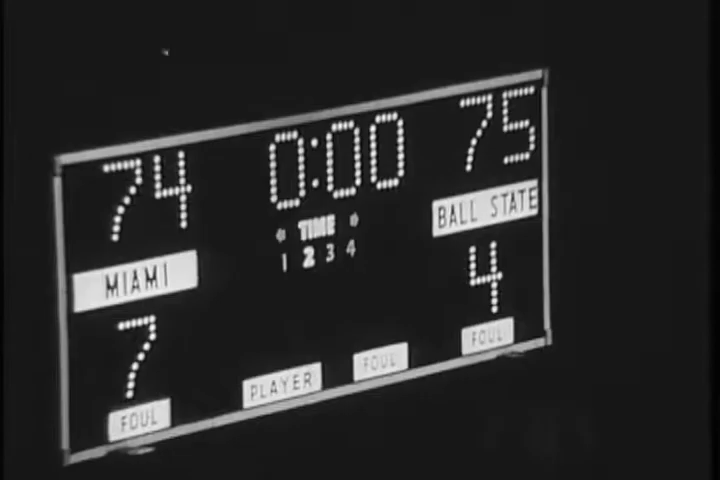 74 0:00 75
MIAMI TIME BALL STATE
1 2 3 4
7 4
FOUL PLAYER FOUL FOUL